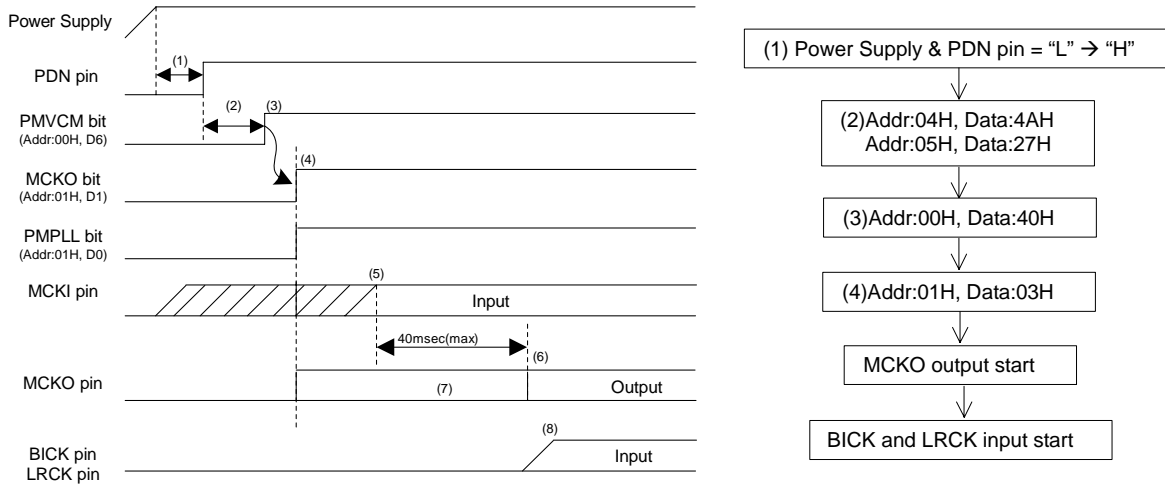 Power Supply
(1)
PDN pin
(2)
(3)
PMVCM bit
(Addr:00H, D6)
(4)
MCKO bit
(Addr:01H, D1)
PMPLL bit
(Addr:01H, D0)
(5)
MCKI pin
Input
40msec(max)
(6)
MCKO pin
(7)
Output
(8)
BICK pin
LRCK pin
Input
(1) Power Supply & PDN pin = “L” → “H”
(2)Addr:04H, Data:4AH
Addr:05H, Data:27H
(3)Addr:00H, Data:40H
(4)Addr:01H, Data:03H
MCKO output start
BICK and LRCK input start